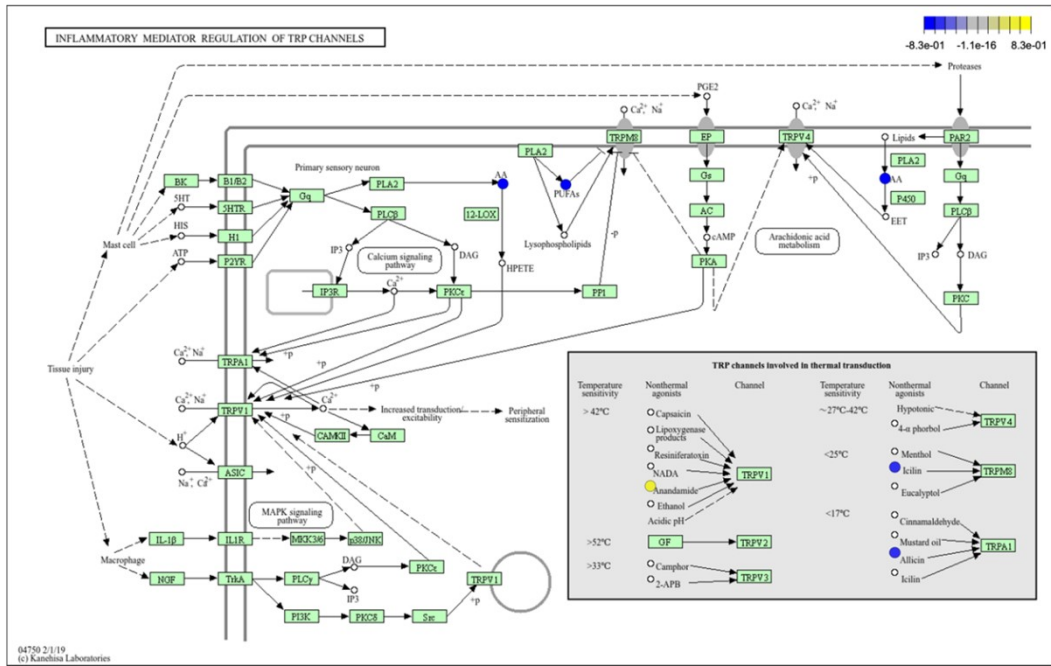 INFLAMMATORY MEDIATOR REGULATION OF TRP CHANNELS
-8.3e-01 -1.1e-16 8.3e-01
Proteases
PGE2
Ca2+, Na+
Ca2+, Na+
TRPM8
EP
TRPV4
Lipids
PAR2
Primary sensory neuron
PLA2
PLA2
BK
B1/B2
PLA2
AA
PUFAs
Gs
+p
AA
Gq
5HT
5HTR
Gq
P450
PLCβ
12-LOX
-p
AC
PLCβ
HIS
H1
cAMP
EET
Mast cell
Lysophospholipids
Arachidonic acid
metabolism
ATP
P2YR
IP3
Calcium signaling
pathway
DAG
HPETE
PKA
IP3
DAG
IP3R
Ca2+
PKCε
PP1
PKC
Ca2+, Na+
TRPA1
+p
+p
+p
+p
Tissue injury
Ca2+, Na+
TRPV1
Ca2+
Increased transduction/
excitability
Peripheral
sensitization
+p
CAMKII
CaM
H+
+p
ASIC
Na+, Ca2+
MAPK signaling
pathway
IL-1β
IL1R
MKK3/6
p38/JNK
Macrophage
DAG
PKCε
NGF
TrkA
PLCγ
TRPV1
IP3
+p
PI3K
PKCδ
Src
TRP channels involved in thermal transduction
Temperature
sensitivity
Nonthermal
agonists
Channel
Temperature
sensitivity
Nonthermal
agonists
Channel
> 42°C
Capsaicin
Lipoxygenase
products
Resiniferatoxin
NADA
Anandamide
Ethanol
Acidic pH
TRPV1
>52°C
GF
TRPV2
>33°C
Camphor
2-APB
TRPV3
~27°C-42°C
Hypotonic
4-α phorbol
TRPV4
<25°C
Menthol
Icilin
Eucalyptol
TRPM8
<17°C
Cinnamaldehyde
Mustard oil
Allicin
Icilin
TRPA1
04750 2/1/19
(c) Kanehisa Laboratories